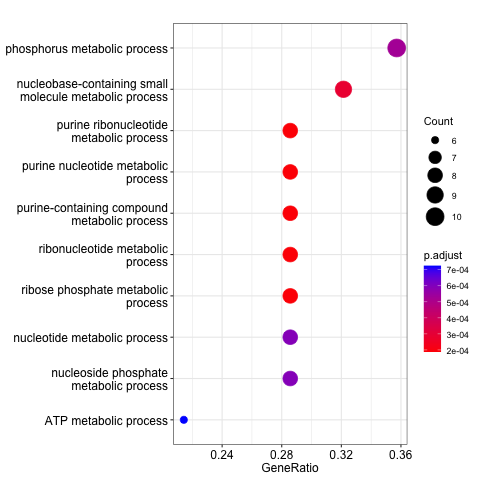 phosphorus metabolic process
nucleobase-containing small
molecule metabolic process
purine ribonucleotide
metabolic process
purine nucleotide metabolic
process
purine-containing compound
metabolic process
ribonucleotide metabolic
process
ribose phosphate metabolic
process
nucleotide metabolic process
nucleoside phosphate
metabolic process
ATP metabolic process
0.24 0.28 0.32 0.36
GeneRatio
Count
6
7
8
9
10
p.adjust
7e-04
6e-04
5e-04
4e-04
3e-04
2e-04